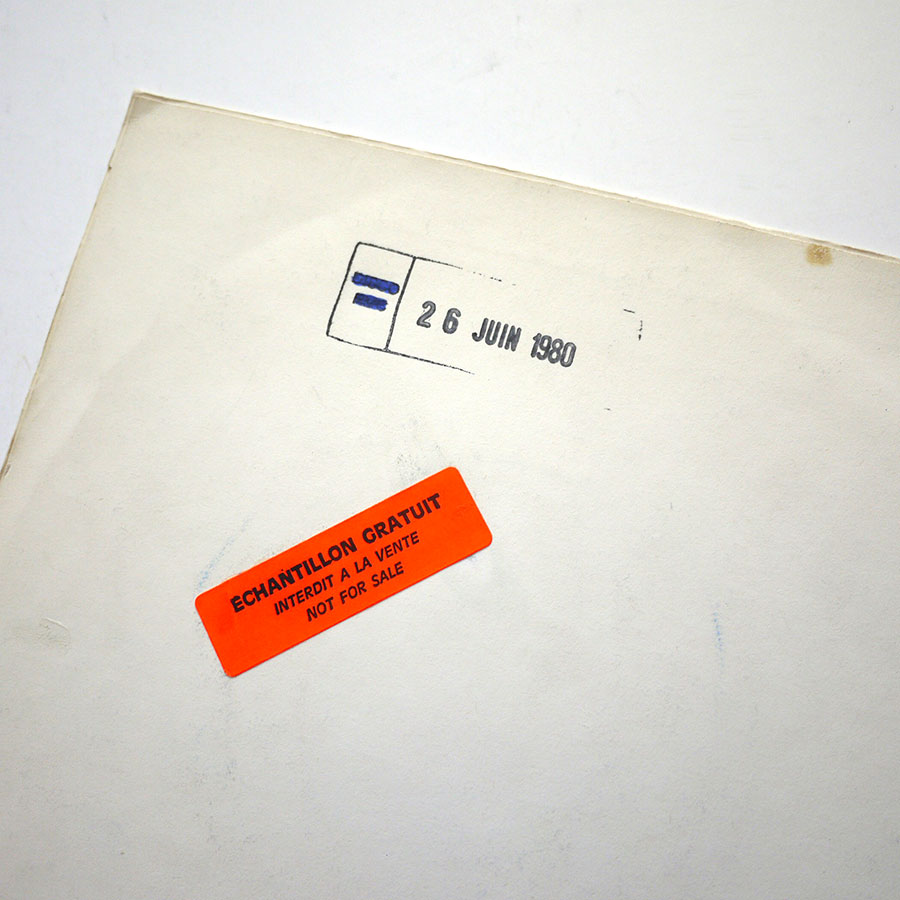 26 JUIN 1980
ECHANTILLON GRATUIT
INTERDIT A LA VENTE
NOT FOR SALE